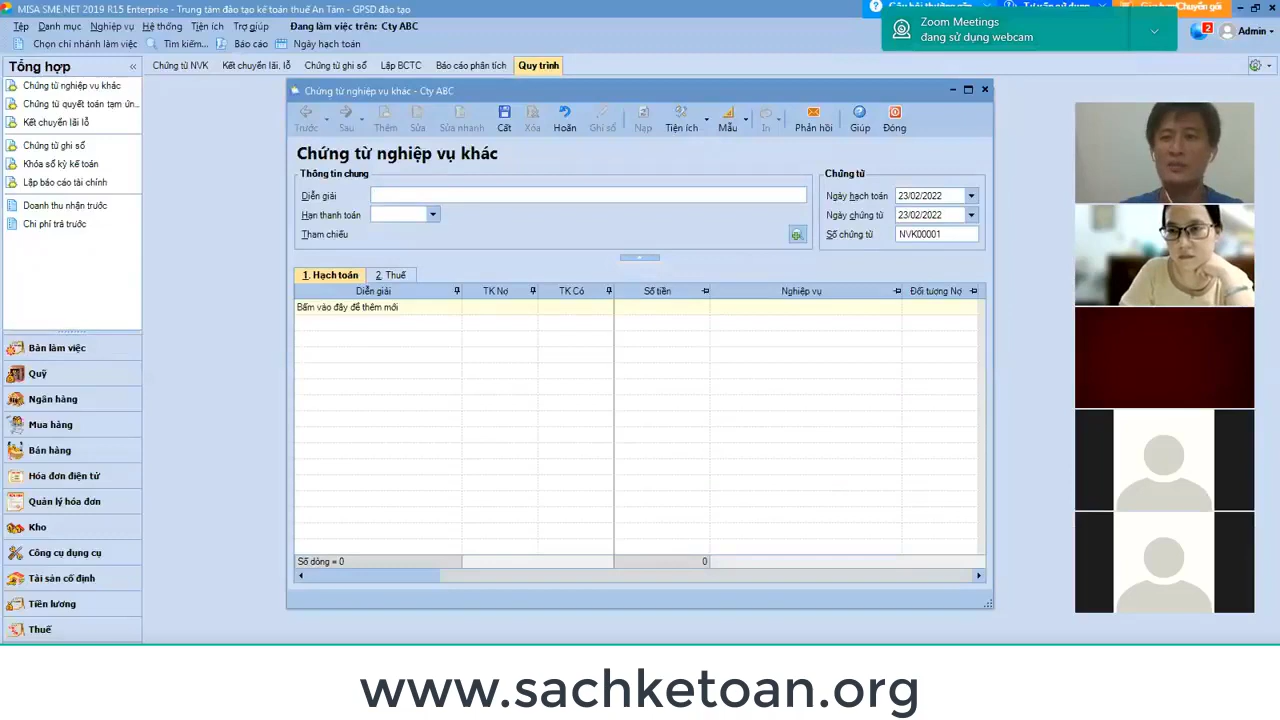 MISA SME.NET 2019 R15 Enterprise - Trung tâm đào tạo kế toán thuế An Tâm - GPSD đào tạo
Tệp Danh mục Nghiệp vụ Hệ thống Tiện ích Trợ giúp Đang làm việc trên: Cty ABC
Zoom Meetings
đang sử dụng webcam
2
Admin
Chọn chi nhánh làm việc Tìm kiếm... Báo cáo Ngày hạch toán
Tổng hợp
Chứng từ NVK Kết chuyển lãi, lỗ Chứng từ ghi sổ Lập BCTC Báo cáo phân tích Quy trình
Chứng từ nghiệp vụ khác
Chứng từ quyết toán tạm ứn...
Kết chuyển lãi lỗ
Chứng từ ghi sổ
Khóa sổ kỳ kế toán
Lập báo cáo tài chính
Doanh thu nhận trước
Chi phí trả trước
Bàn làm việc
Quỹ
Ngân hàng
Mua hàng
Bán hàng
Hóa đơn điện tử
Quản lý hóa đơn
Kho
Công cụ dụng cụ
Tài sản cố định
Tiền lương
Thuế
Chứng từ nghiệp vụ khác - Cty ABC
Trước Sau Thêm Sửa Sửa nhanh Cất Xóa Hoãn Ghi sổ Nạp Tiện ích Mẫu In Phản hồi Giúp Đóng
Chứng từ nghiệp vụ khác
Thông tin chung
Diễn giải
Hạn thanh toán
Tham chiếu
Chứng từ
Ngày hạch toán 23/02/2022
Ngày chứng từ 23/02/2022
Số chứng từ NVK00001
1. Hạch toán 2. Thuế
Diễn giải TK Nợ TK Có Số tiền Nghiệp vụ Đối tượng Nợ
Bấm vào đây để thêm mới
Số dòng = 0 0
www.sachketoan.org